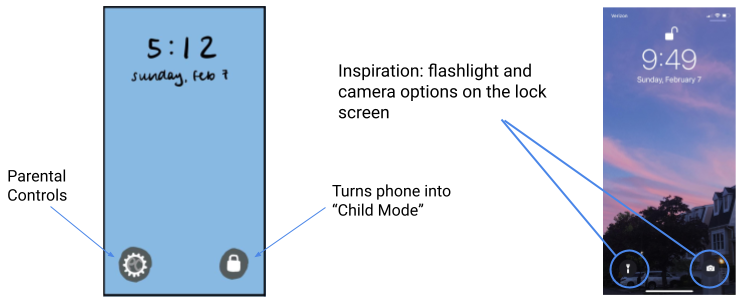 5:12
sunday, feb 7
Parental
Controls
Turns phone into
“Child Mode”
Inspiration: flashlight and
camera options on the lock
screen
Verizon
9:49
Sunday, February 7